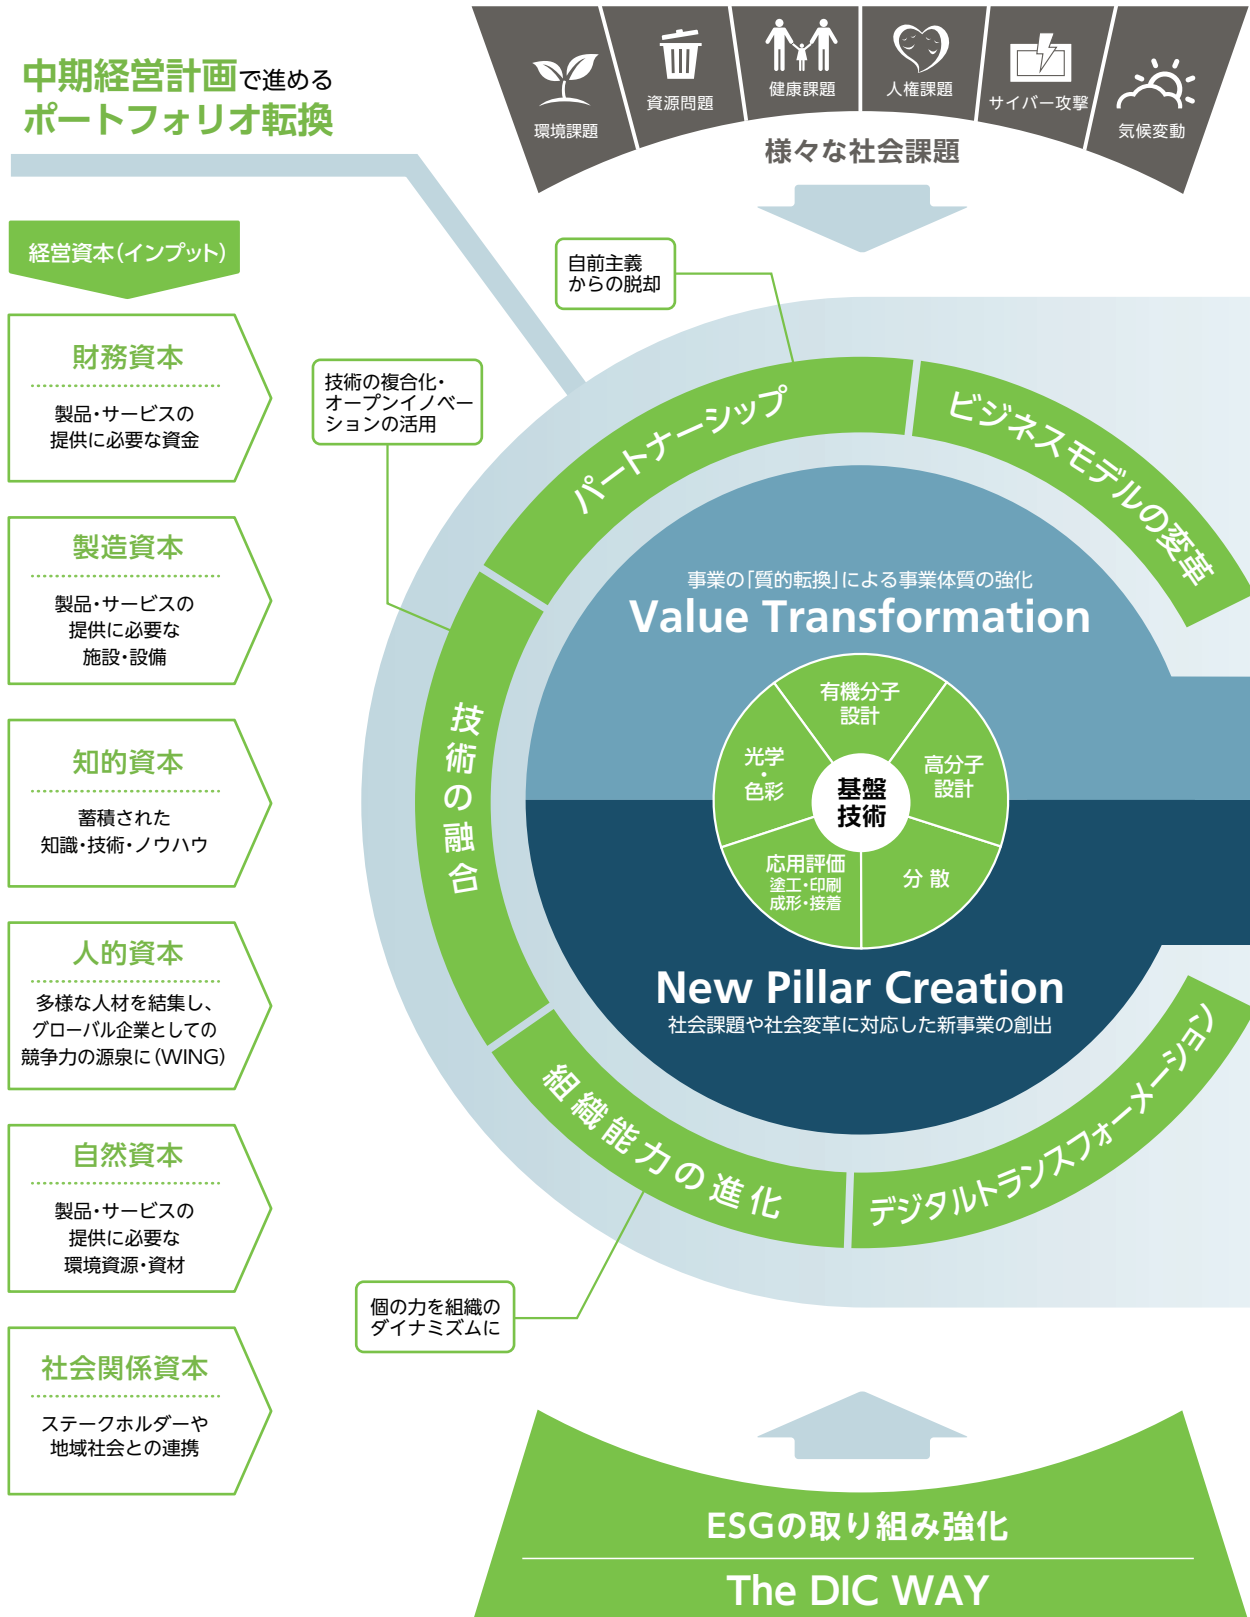 中期経営計画で進める
ポートフォリオ転換
環境課題
資源問題
健康課題
人権課題
サイバー攻撃
気候変動
様々な社会課題
経営資本(インプット)
財務資本
製品・サービスの
提供に必要な資金
製造資本
製品・サービスの
提供に必要な
施設・設備
知的資本
蓄積された
知識・技術・ノウハウ
人的資本
多様な人材を結集し、
グローバル企業としての
競争力の源泉に(WING)
自然資本
製品・サービスの
提供に必要な
環境資源・資材
社会関係資本
ステークホルダーや
地域社会との連携
自前主義
からの脱却
技術の複合化・
オープンイノベー
ションの活用
パートナーシップ
ビジネスモデルの変革
技術の融合
組織能力の進化
デジタルトランスフォーメーション
事業の「質的転換」による事業体質の強化
Value Transformation
有機分子
設計
光学
・
色彩
高分子
設計
基盤
技術
応用評価
塗工・印刷
成形・接着
分散
New Pillar Creation
社会課題や社会変革に対応した新事業の創出
個の力を組織の
ダイナミズムに
ESGの取り組み強化
The DIC WAY